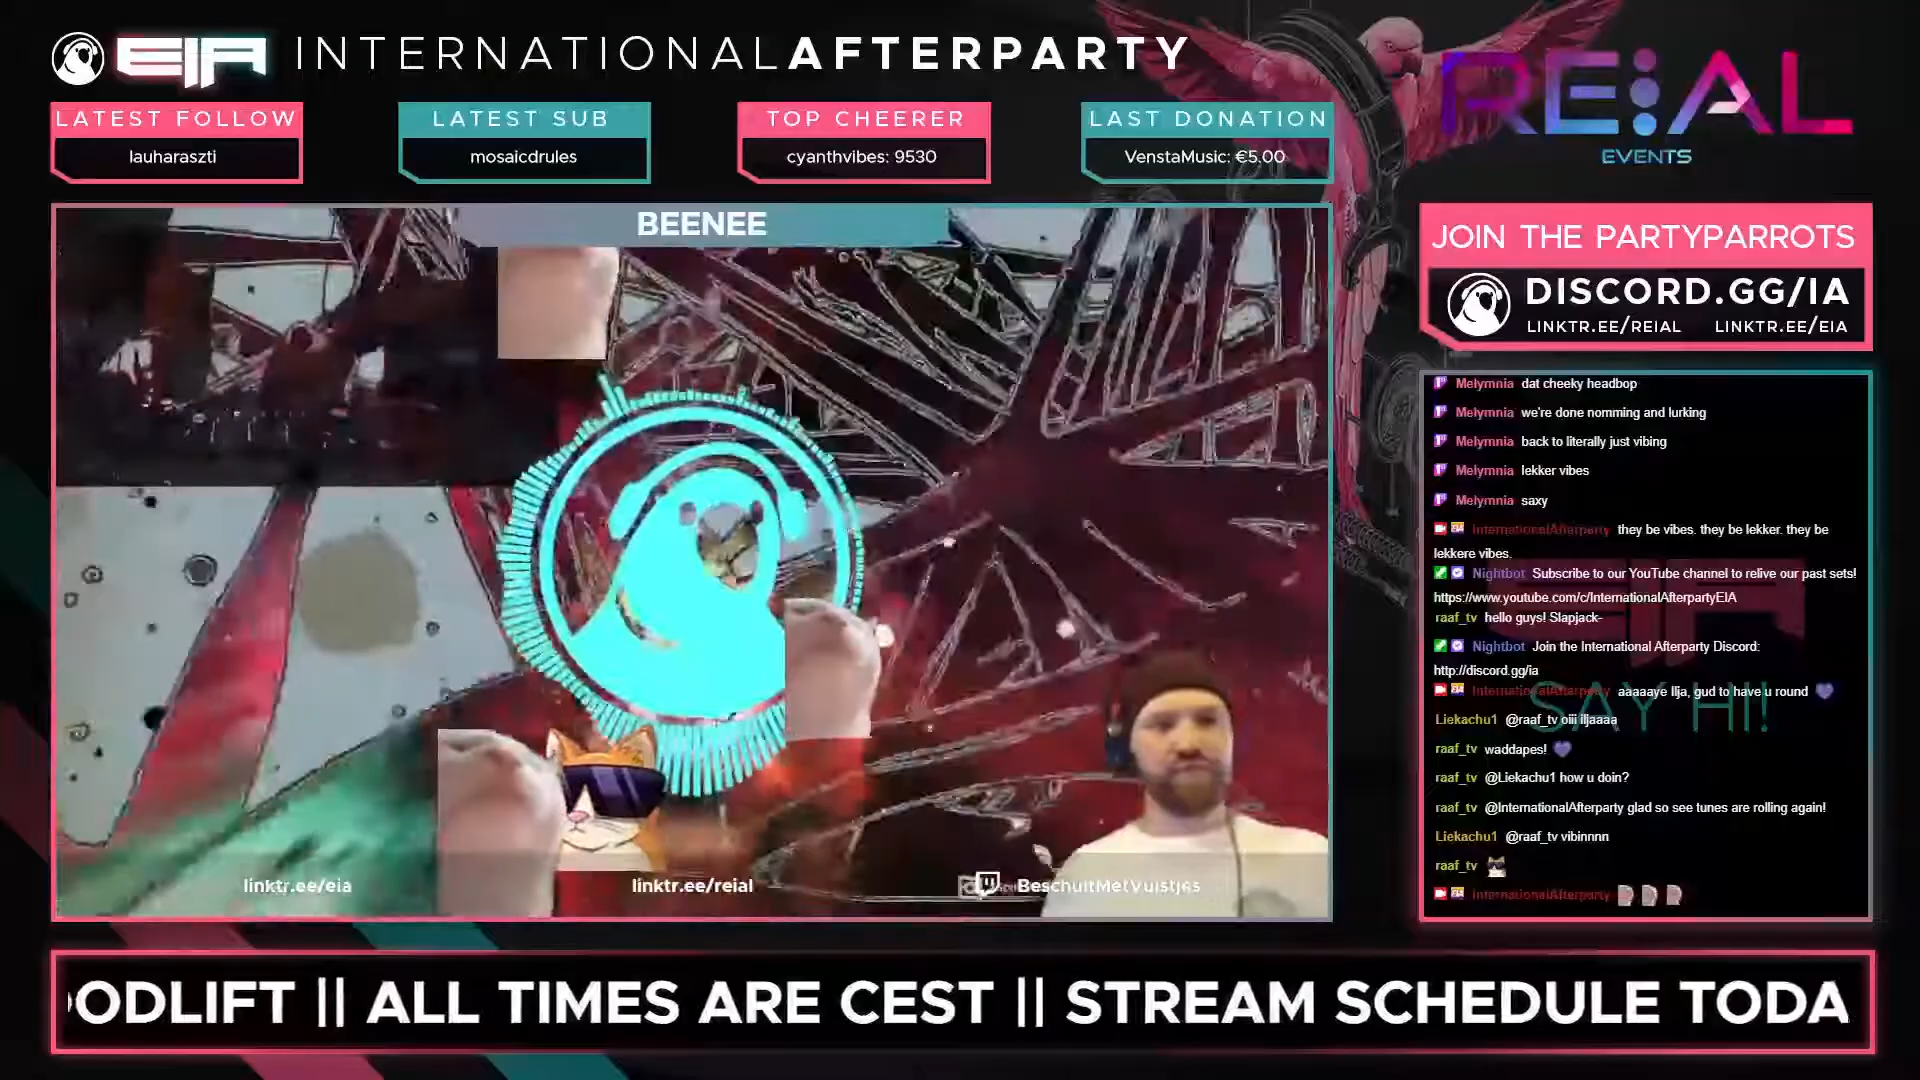 EIA INTERNATIONALAFTERPARTY
RE:AL
EVENTS
LATEST FOLLOW
lauharaszti
LATEST SUB
mosaicdrules
TOP CHEERER
cyanthvibes: 9530
LAST DONATION
VenstaMusic: €5.00
BEENEE
linktr.ee/eia
linktr.ee/reial
BeschuitMetVuistjes
JOIN THE PARTYPARROTS
DISCORD.GG/IA
LINKTR.EE/REIAL LINKTR.EE/EIA
Melymnia dat cheeky headbop
Melymnia we're done nomming and lurking
Melymnia back to literally just vibing
Melymnia lekker vibes
Melymnia saxy
InternationalAfterparty they be vibes. they be lekker. they be
lekkere vibes.
Nightbot Subscribe to our YouTube channel to relive our past sets!
https://www.youtube.com/c/InternationalAfterpartyEIA
raaf_tv hello guys! Slapjack~
Nightbot Join the International Afterparty Discord:
http://discord.gg/ia
InternationalAfterparty aaaaaye Ilja, gud to have u round
SAY HI!
Liekachu1 @raaf_tv oiii iljaaaa
raaf_tv waddapes!
raaf_tv @Liekachu1 how u doin?
raaf_tv @InternationalAfterparty glad so see tunes are rolling again!
Liekachu1 @raaf_tv vibinnnn
raaf_tv
InternationalAfterparty
OODLIFT || ALL TIMES ARE CEST || STREAM SCHEDULE TODA